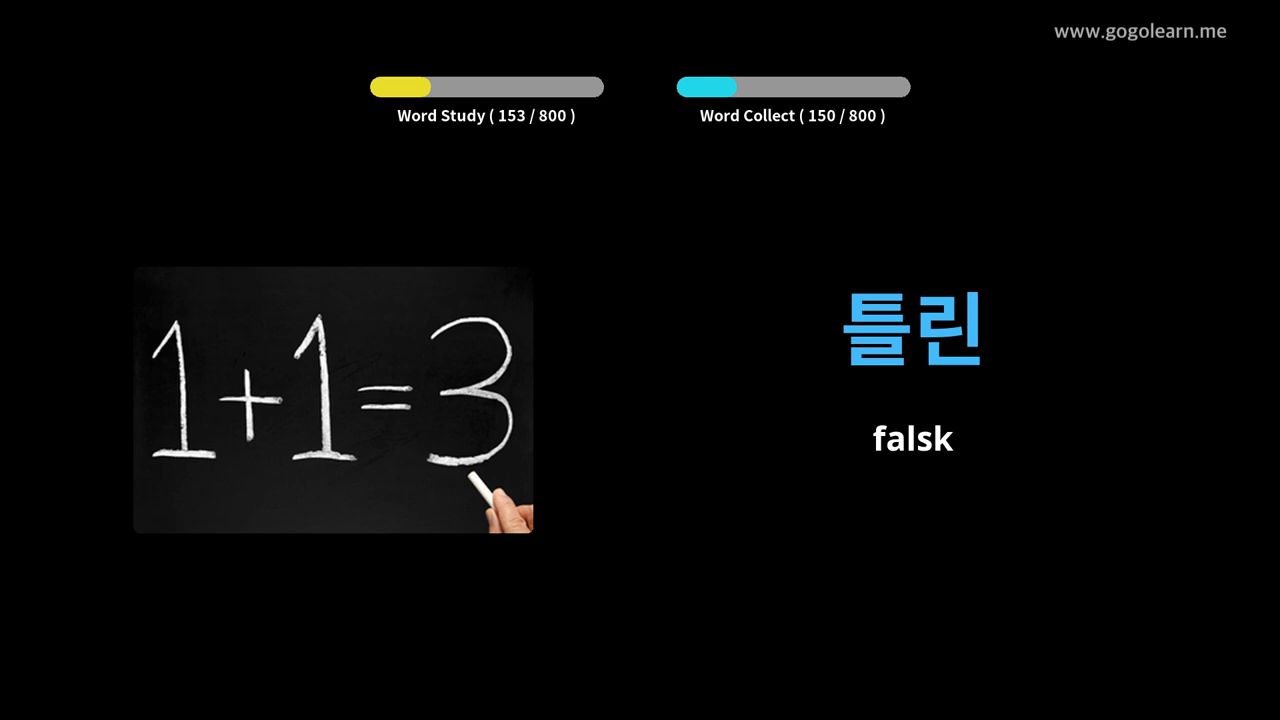 www.gogolearn.me
Word Study ( 153 / 800 )
Word Collect ( 150 / 800 )
1+1=3
틀린
falsk